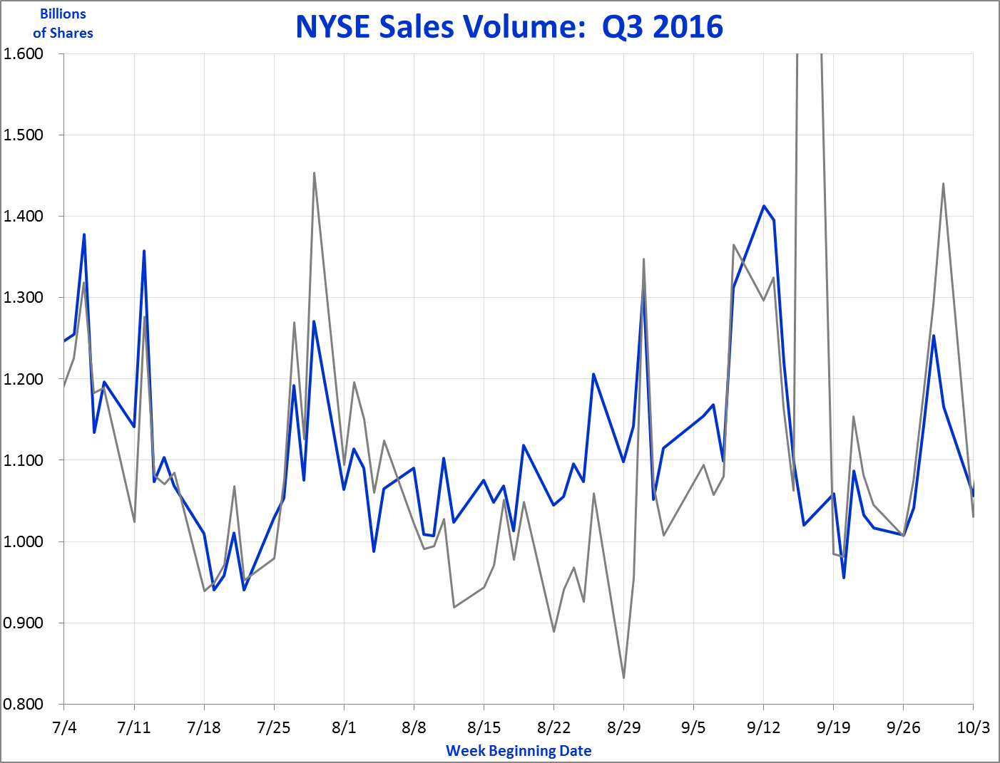 Billions
of Shares
NYSE Sales Volume: Q3 2016
1.600
1.500
1.400
1.300
1.200
1.100
1.000
0.900
0.800
7/4 7/11 7/18 7/25 8/1 8/8 8/15 8/22 8/29 9/5 9/12 9/19 9/26 10/3
Week Beginning Date